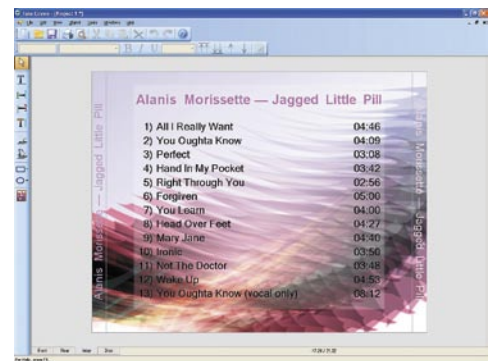 Alanis Morissette — Jagged Little Pill
1) All I Really Want 04:46
2) You Oughta Know 04:09
3) Perfect 03:08
4) Hand In My Pocket 03:42
5) Right Through You 02:56
6) Forgiven 05:00
7) You Learn 04:00
8) Head Over Feet 04:27
9) Mary Jane 04:40
10) Ironic 03:50
11) Not The Doctor 03:48
12) Wake Up 04:53
13) You Oughta Know (vocal only) 08:12
Alanis Morissette — Jagged Little Pill
Alanis Morissette — Jagged Little Pill